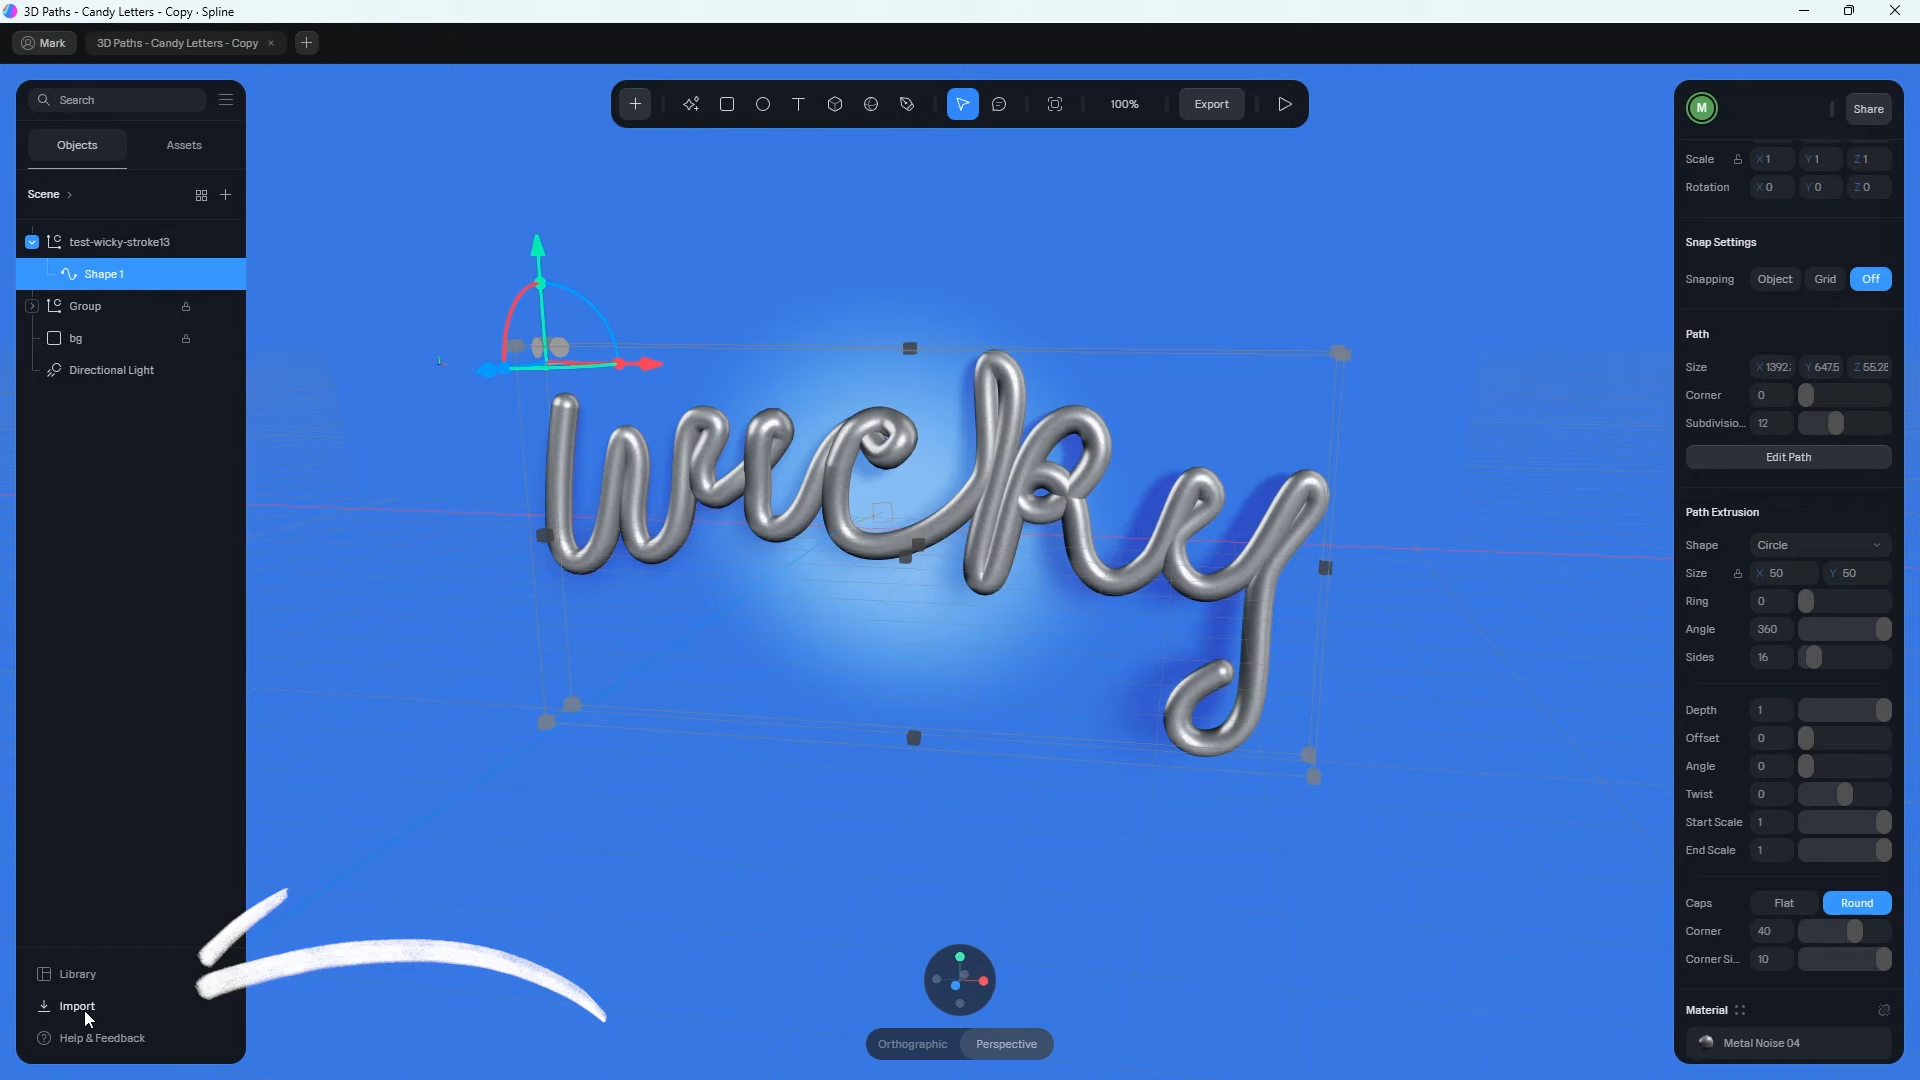 3D Paths - Candy Letters - Copy · Spline
Mark
3D Paths - Candy Letters - Copy
Search
100%
Export
M
Share
Objects
Assets
Scene
test-wicky-stroke13
Shape 1
Group
bg
Directional Light
wicky
Scale X 1 Y 1 Z 1
Rotation X 0 Y 0 Z 0
Snap Settings
Snapping Object Grid Off
Path
Size X 1392. Y 647.5 Z 55.28
Corner 0
Subdivisio... 12
Edit Path
Path Extrusion
Shape Circle
Size X 50 Y 50
Ring 0
Angle 360
Sides 16
Depth 1
Offset 0
Angle 0
Twist 0
Start Scale 1
End Scale 1
Caps Flat Round
Corner 40
Corner Si... 10
Material
Metal Noise 04
Library
Import
Help & Feedback
Orthographic
Perspective